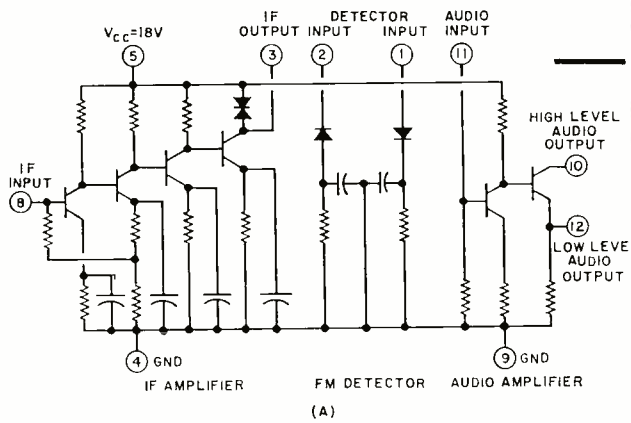 VCC=18V
5
IF
OUTPUT
3
DETECTOR
INPUT INPUT
2 1
AUDIO
INPUT
11
HIGH LEVEL
AUDIO
OUTPUT
10
IF
INPUT
8
12
LOW LEVEL
AUDIO
OUTPUT
4 GND
9 GND
IF AMPLIFIER FM DETECTOR AUDIO AMPLIFIER
(A)